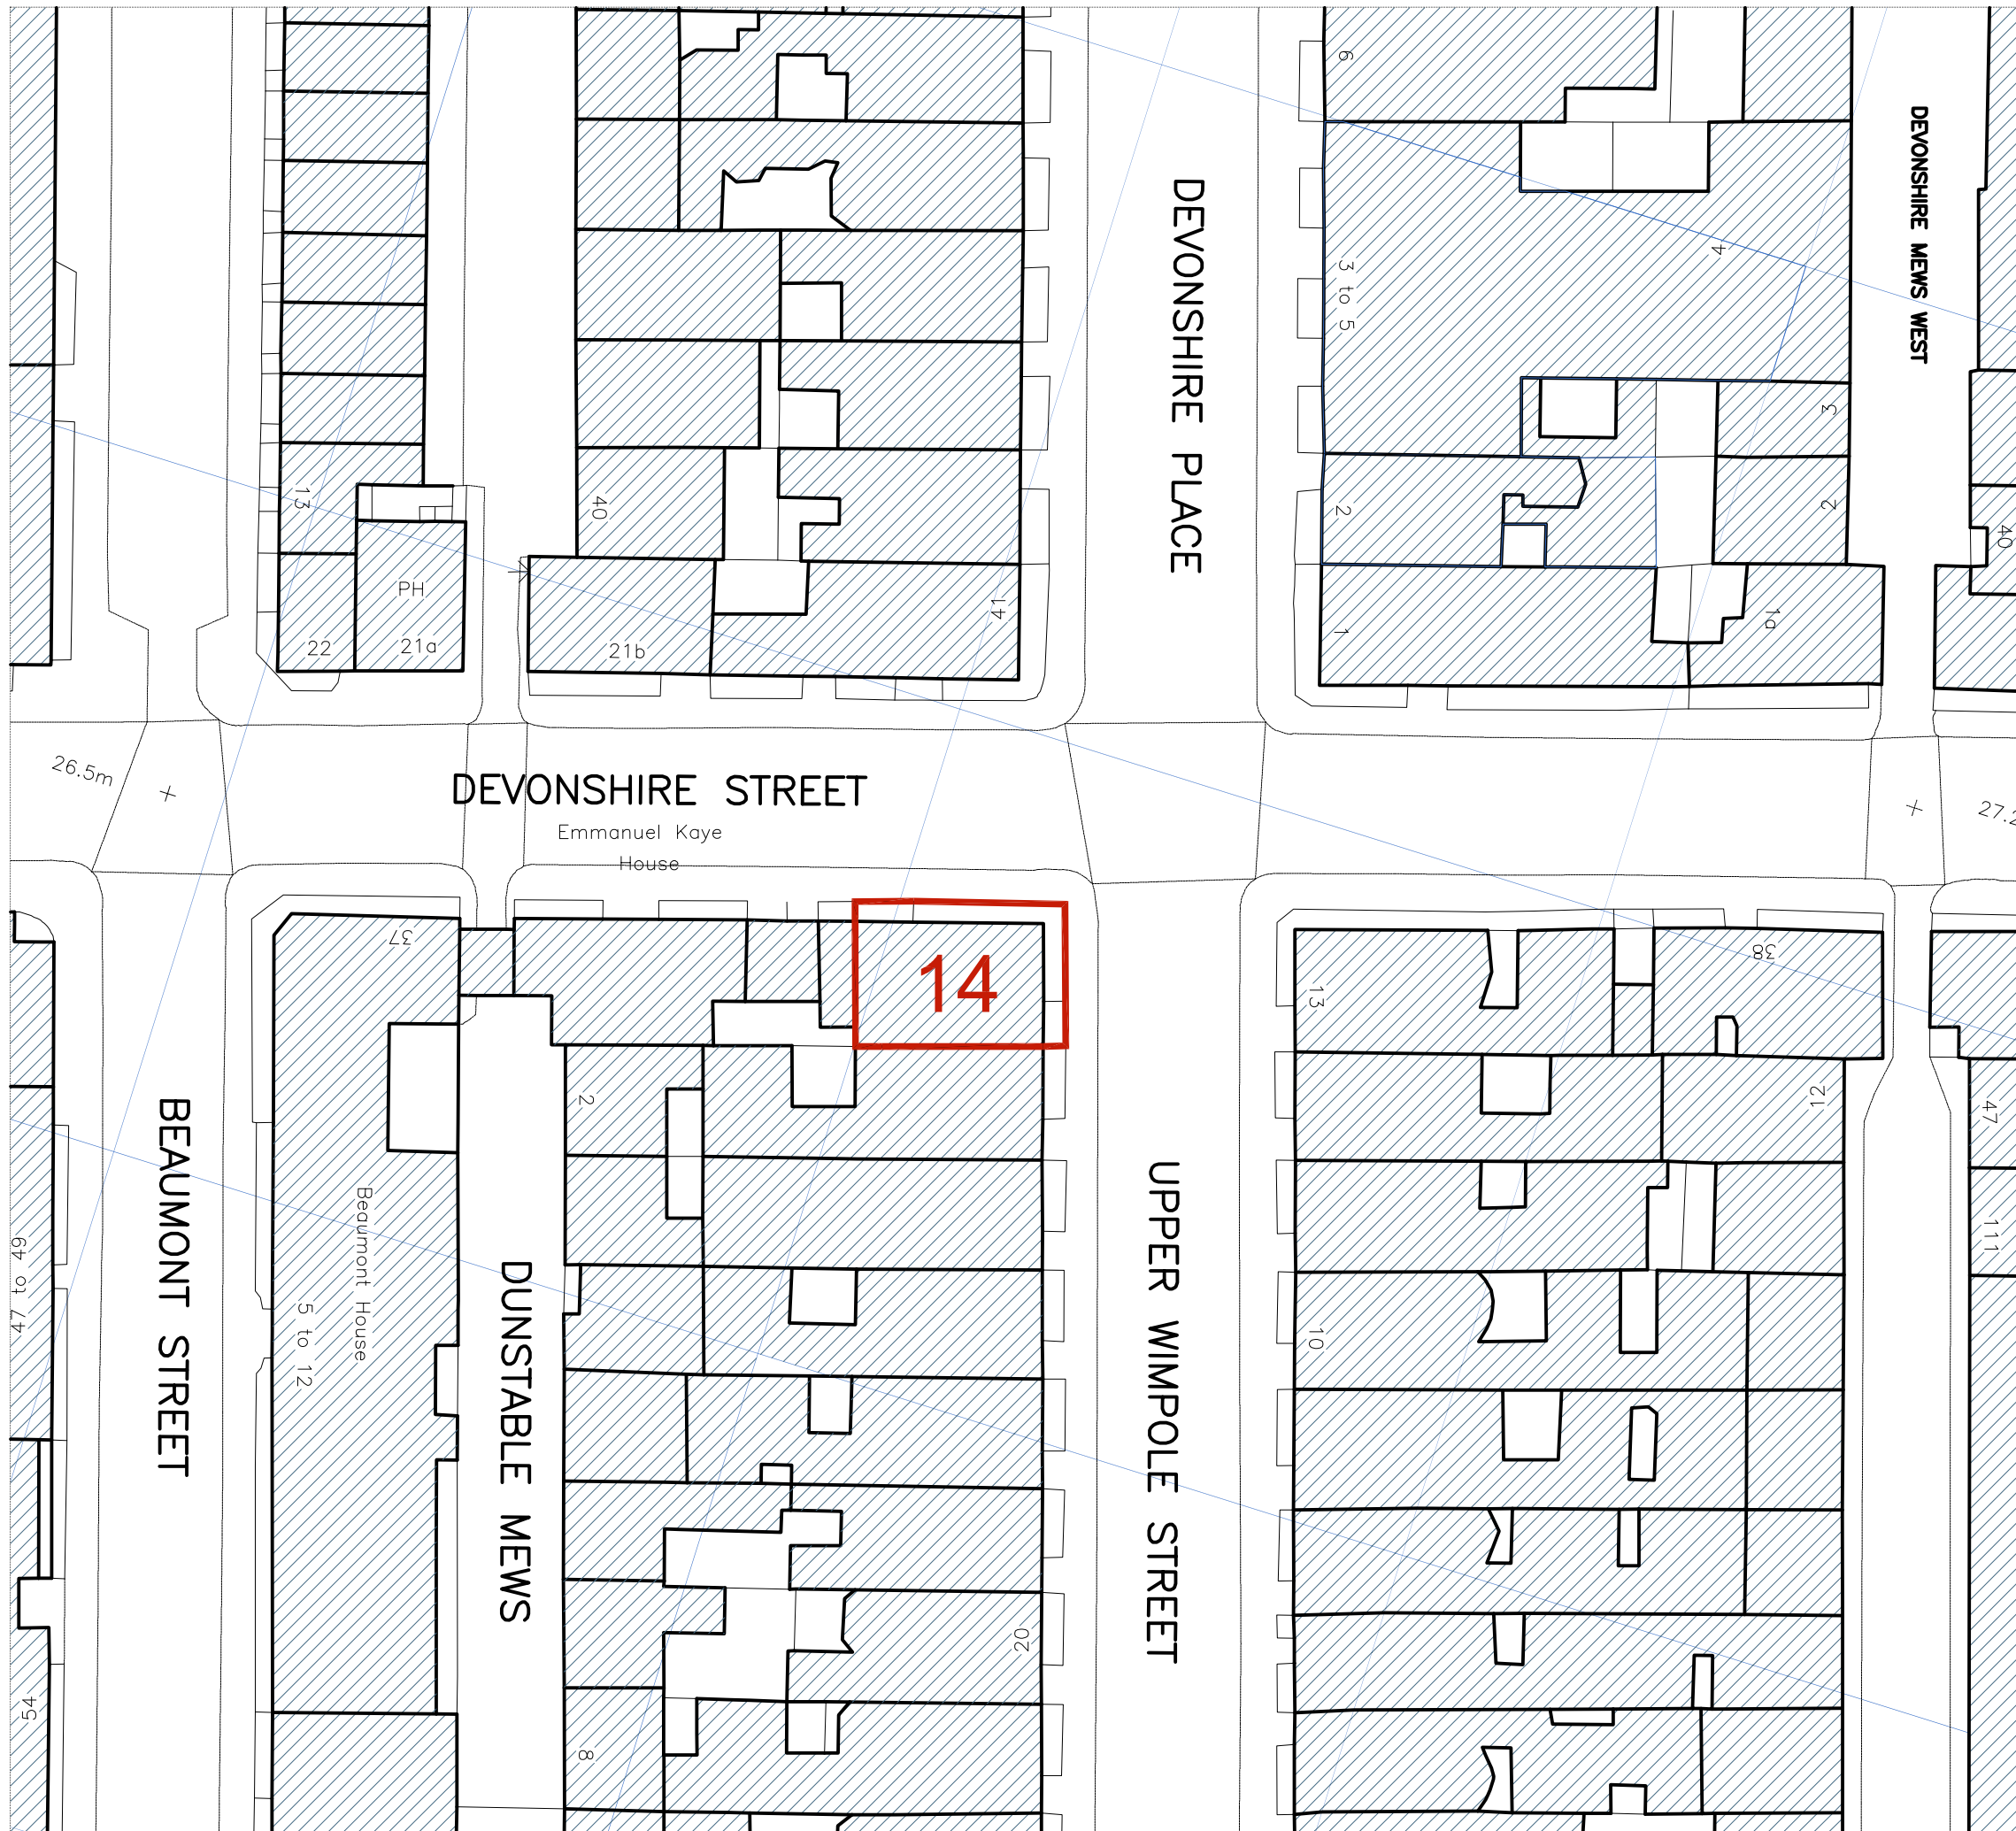 6
DEVONSHIRE MEWS WEST
DEVONSHIRE PLACE
4
3 to 5
3
13
40
2
2
40
PH
41
1
1a
22
21a
21b
26.5m
DEVONSHIRE STREET
Emmanuel Kaye
House
37
14
38
13
2
12
47
BEAUMONT STREET
Beaumont House
5 to 12
DUNSTABLE MEWS
UPPER WIMPOLE STREET
47 to 49
111
10
20
54
8